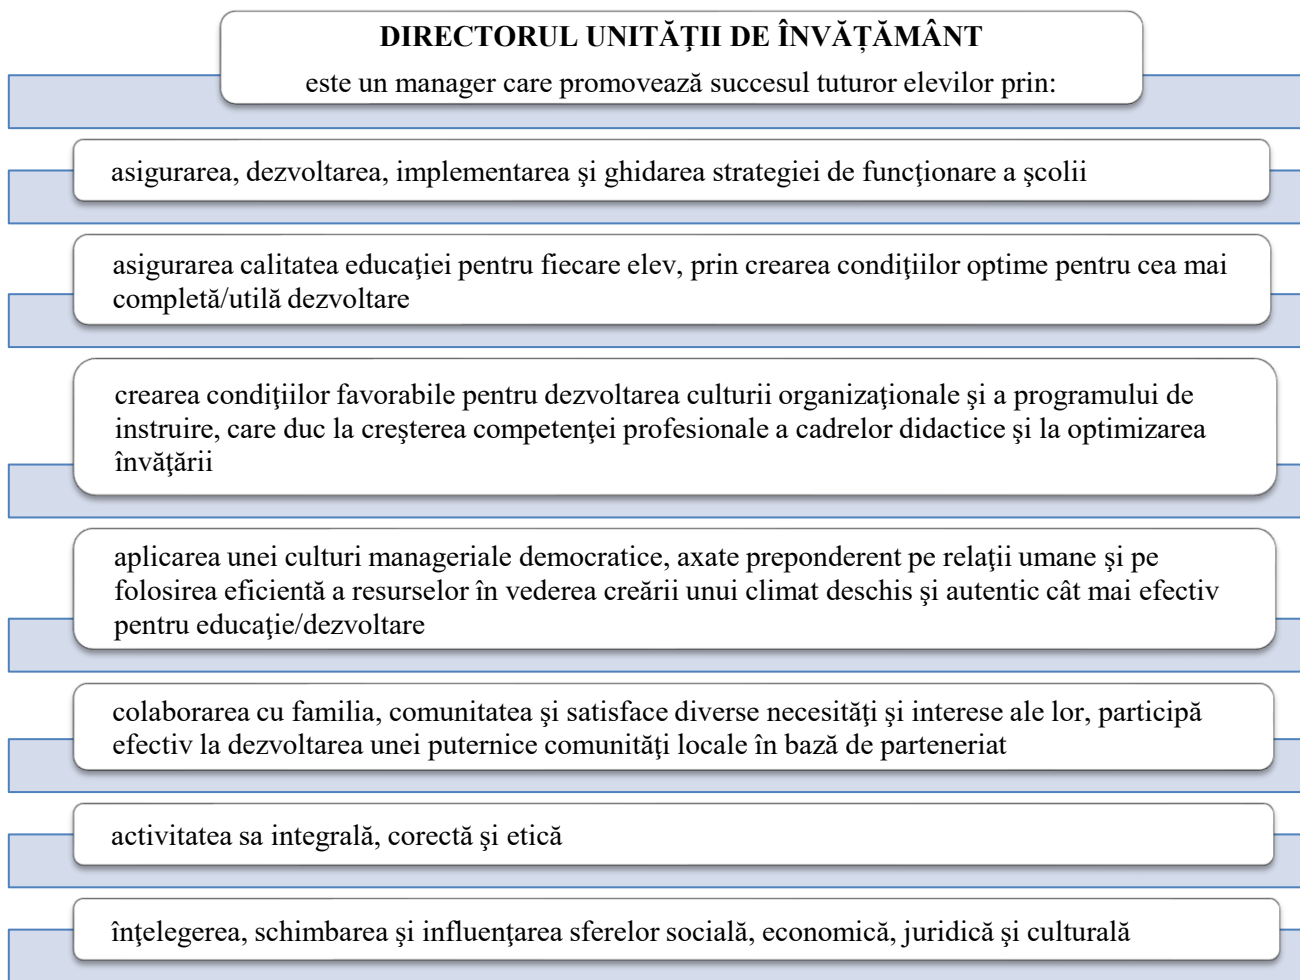 DIRECTORUL UNITĂŢII DE ÎNVĂȚĂMÂNT
este un manager care promovează succesul tuturor elevilor prin:
asigurarea, dezvoltarea, implementarea şi ghidarea strategiei de funcţionare a şcolii
asigurarea calitatea educaţiei pentru fiecare elev, prin crearea condiţiilor optime pentru cea mai
completă/utilă dezvoltare
crearea condiţiilor favorabile pentru dezvoltarea culturii organizaţionale şi a programului de
instruire, care duc la creşterea competenţei profesionale a cadrelor didactice şi la optimizarea
învăţării
aplicarea unei culturi manageriale democratice, axate preponderent pe relaţii umane şi pe
folosirea eficientă a resurselor în vederea creării unui climat deschis şi autentic cât mai efectiv
pentru educaţie/dezvoltare
colaborarea cu familia, comunitatea şi satisface diverse necesităţi şi interese ale lor, participă
efectiv la dezvoltarea unei puternice comunităţi locale în bază de parteneriat
activitatea sa integrală, corectă şi etică
înţelegerea, schimbarea şi influenţarea sferelor socială, economică, juridică şi culturală